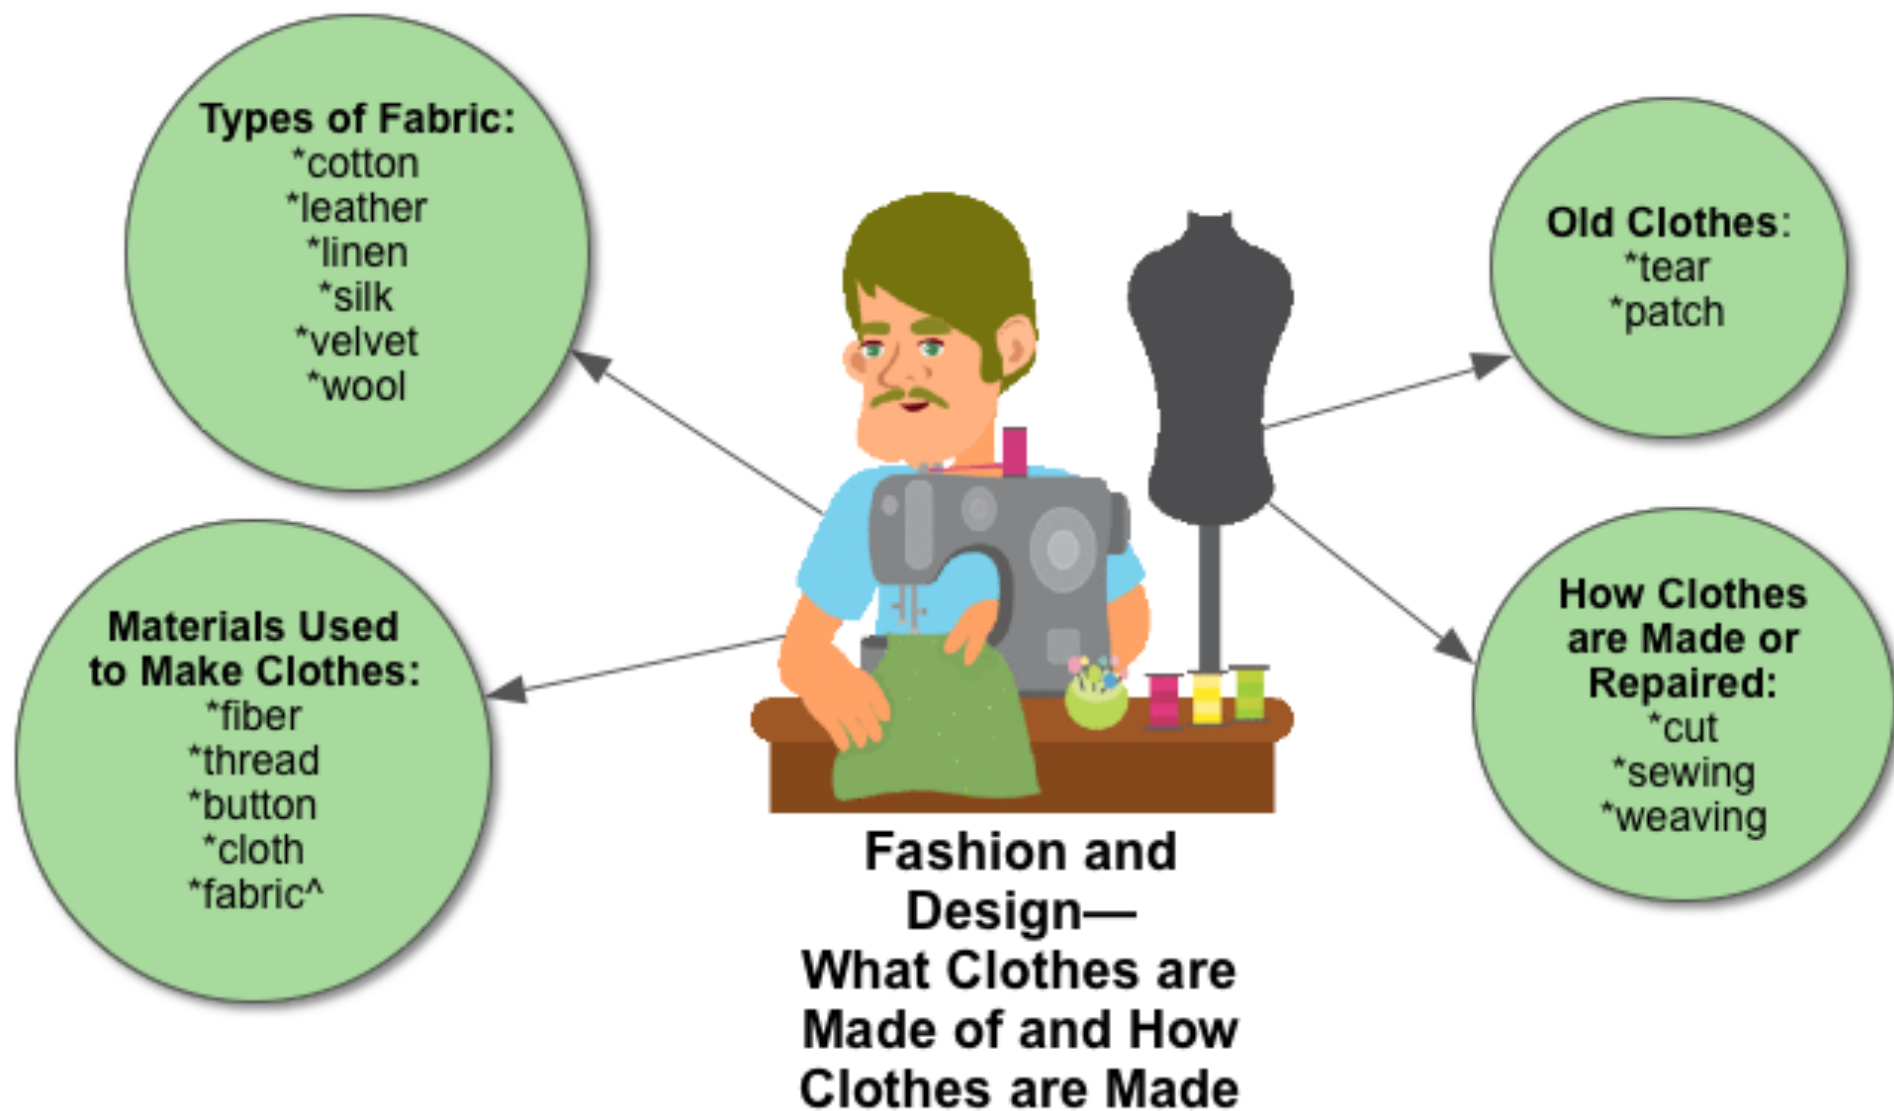 Types of Fabric:
*cotton
*leather
*linen
*silk
*velvet
*wool
Materials Used
to Make Clothes:
*fiber
*thread
*button
*cloth
*fabric^
Old Clothes:
*tear
*patch
How Clothes
are Made or
Repaired:
*cut
*sewing
*weaving
Fashion and
Design—
What Clothes are
Made of and How
Clothes are Made